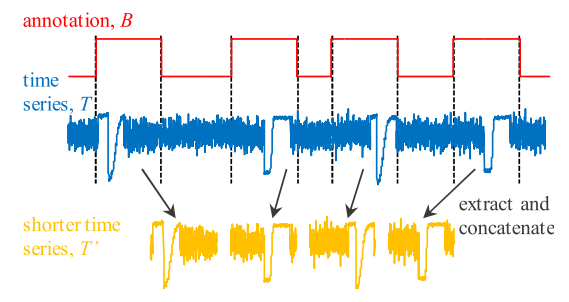 annotation, B
time
series, T
extract and
concatenate
shorter time
series, T'